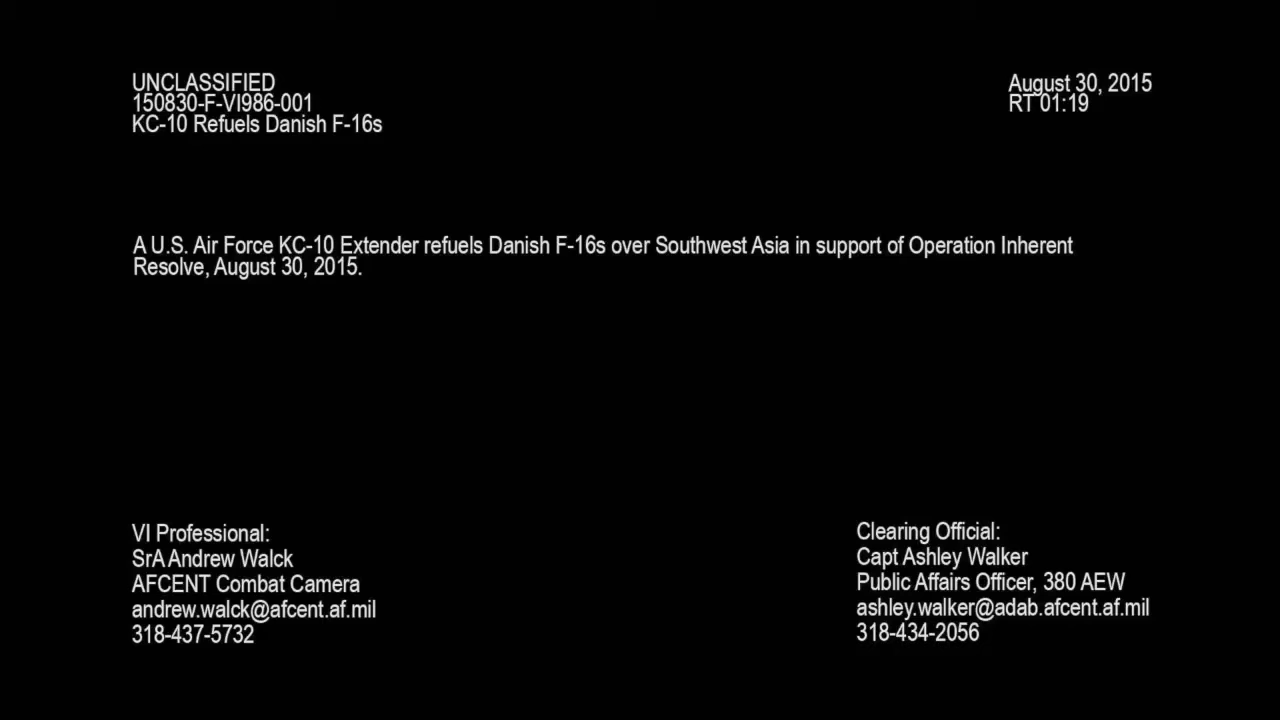 UNCLASSIFIED
150830-F-VI986-001
KC-10 Refuels Danish F-16s
August 30, 2015
RT 01:19
A U.S. Air Force KC-10 Extender refuels Danish F-16s over Southwest Asia in support of Operation Inherent
Resolve, August 30, 2015.
VI Professional:
SrA Andrew Walck
AFCENT Combat Camera
andrew.walck@afcent.af.mil
318-437-5732
Clearing Official:
Capt Ashley Walker
Public Affairs Officer, 380 AEW
ashley.walker@adab.afcent.af.mil
318-434-2056